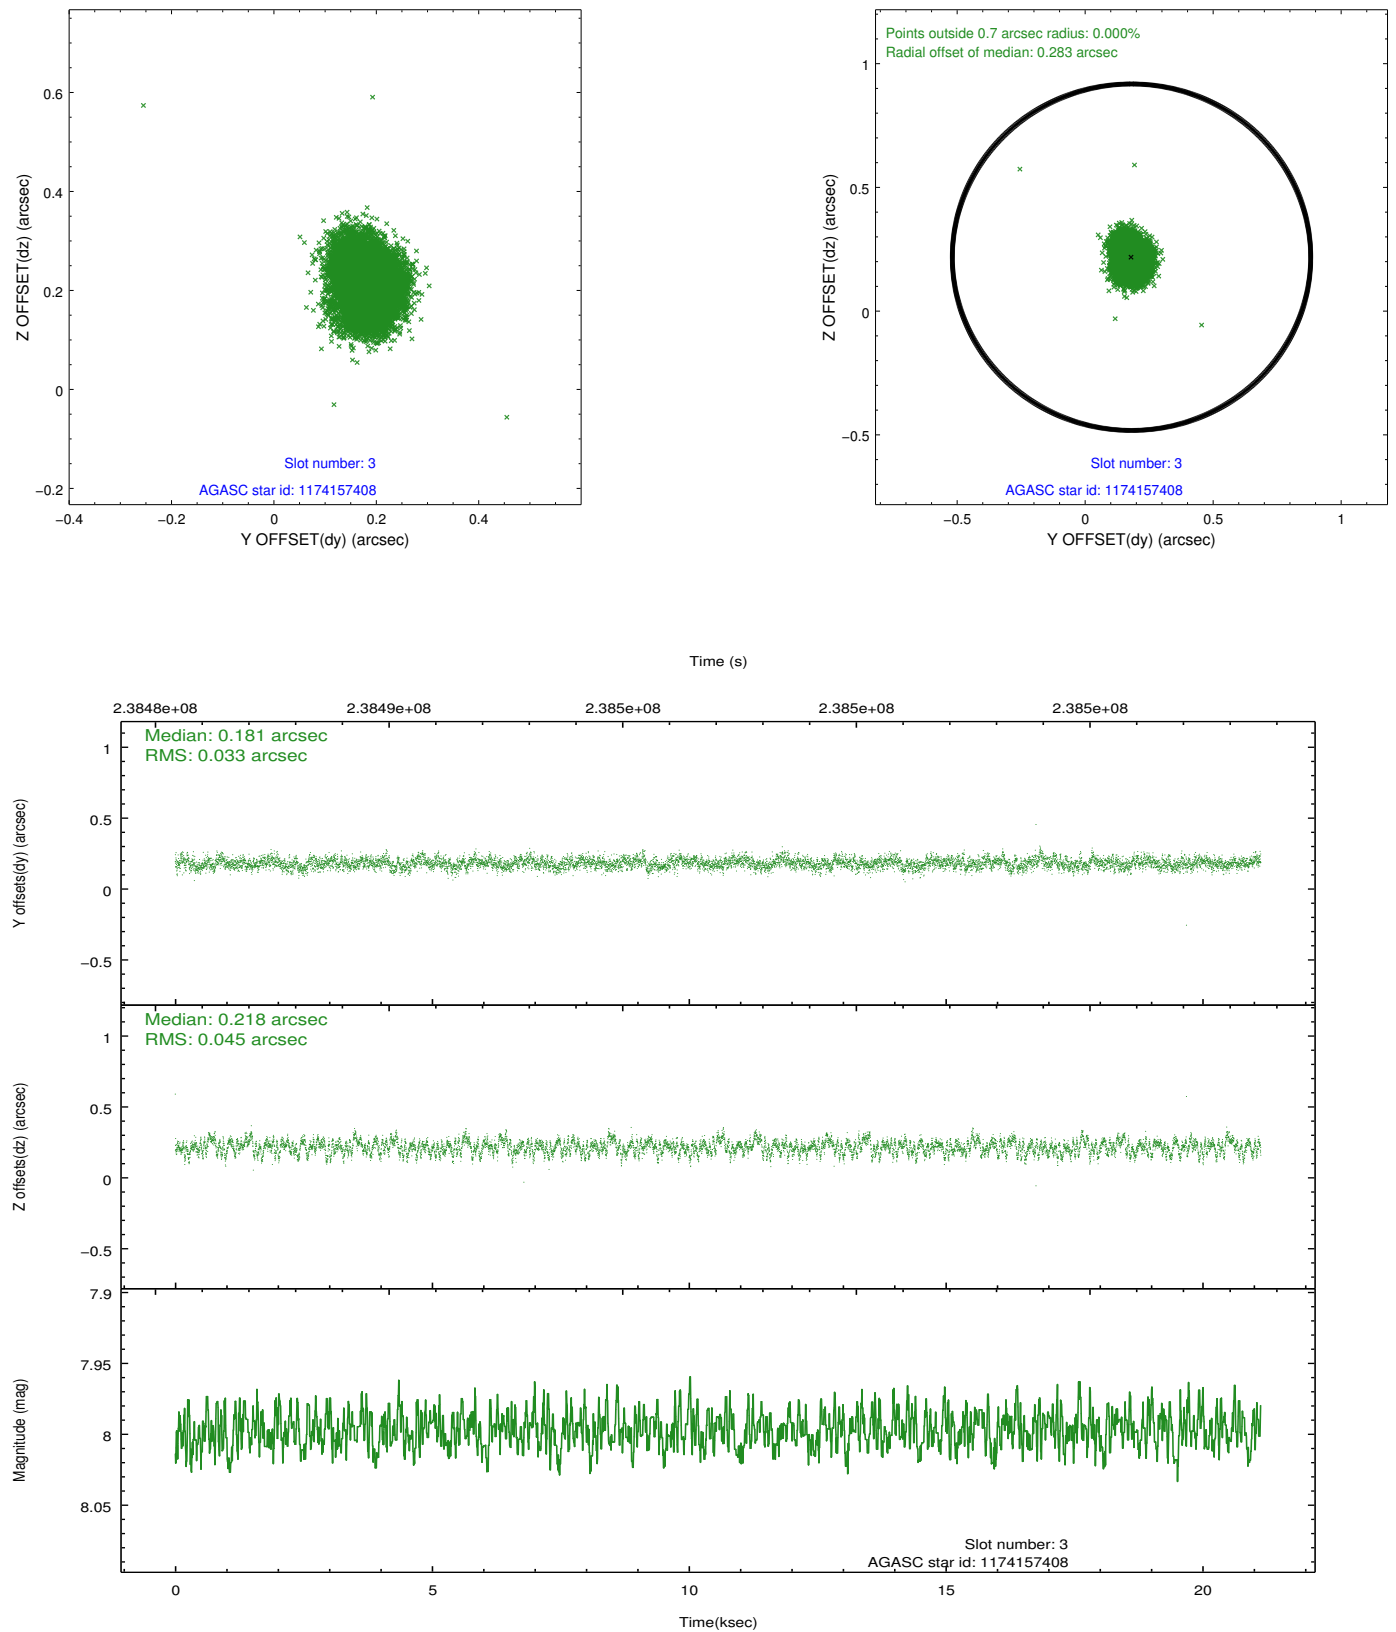 0.6
0.4
0.2
0
−0.2
−0.4
−0.2
0
0.2
0.4
Z OFFSET(dz) (arcsec)
Y OFFSET(dy) (arcsec)
Slot number: 3
AGASC star id: 1174157408
Points outside 0.7 arcsec radius: 0.000%
Radial offset of median: 0.283 arcsec
1
0.5
0
−0.5
−0.5
0
0.5
1
Z OFFSET(dz) (arcsec)
Y OFFSET(dy) (arcsec)
Slot number: 3
AGASC star id: 1174157408
Time (s)
2.3848e+08 2.3849e+08 2.385e+08 2.385e+08 2.385e+08
Median: 0.181 arcsec
RMS: 0.033 arcsec
1
0.5
0
−0.5
Y offsets(dy) (arcsec)
Median: 0.218 arcsec
RMS: 0.045 arcsec
1
0.5
0
−0.5
Z offsets(dz) (arcsec)
7.9
7.95
8
8.05
Magnitude (mag)
Slot number: 3
AGASC star id: 1174157408
0 5 10 15 20
Time(ksec)